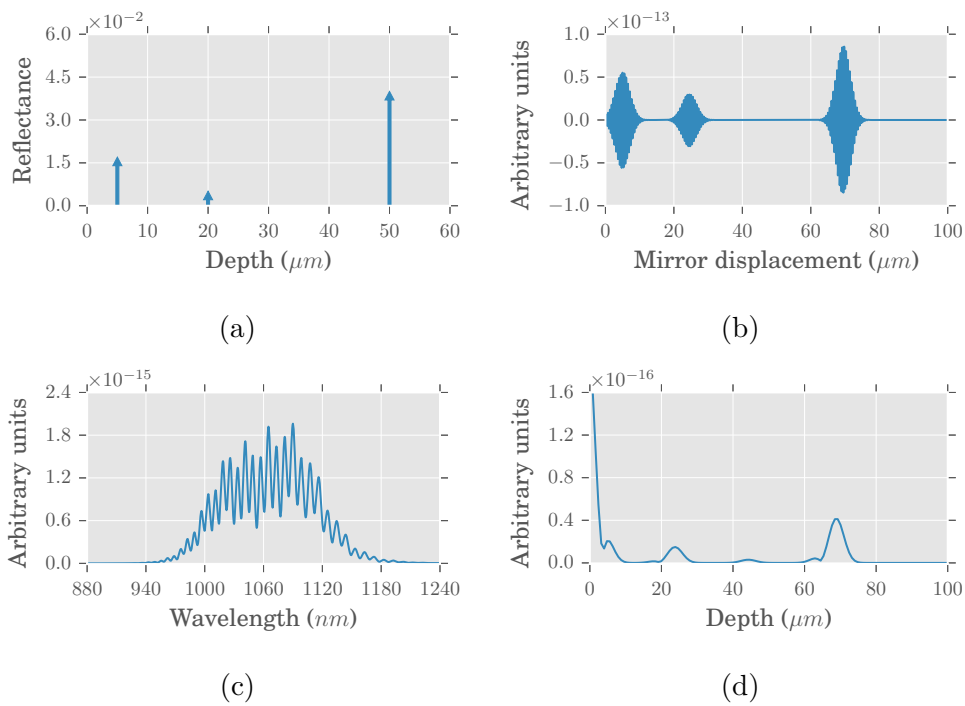 ×10⁻²
6.0
4.5
3.0
1.5
0.0
Reflectance
0 10 20 30 40 50 60
Depth (μm)
(a)
×10⁻¹³
1.0
0.5
0.0
−0.5
−1.0
Arbitrary units
0 20 40 60 80 100
Mirror displacement (μm)
(b)
×10⁻¹⁵
2.4
1.8
1.2
0.6
0.0
Arbitrary units
880 940 1000 1060 1120 1180 1240
Wavelength (nm)
(c)
×10⁻¹⁶
1.6
1.2
0.8
0.4
0.0
Arbitrary units
0 20 40 60 80 100
Depth (μm)
(d)